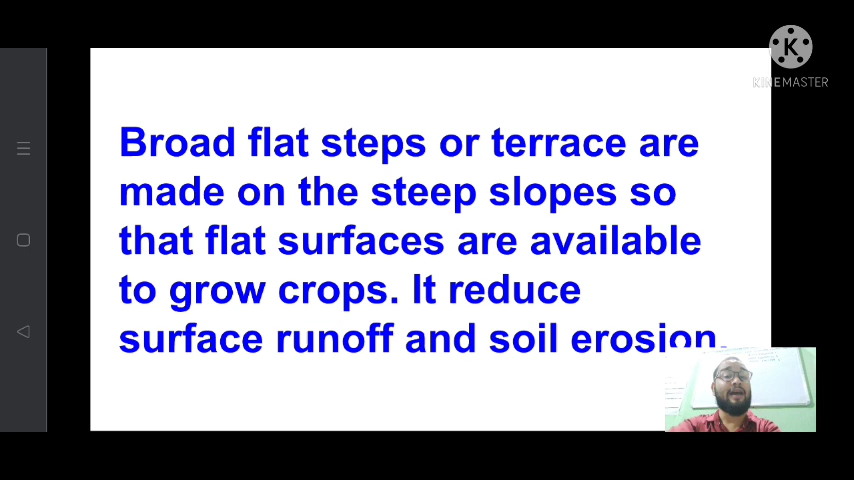 KINEMASTER
Broad flat steps or terrace are
made on the steep slopes so
that flat surfaces are available
to grow crops. It reduce
surface runoff and soil erosion.